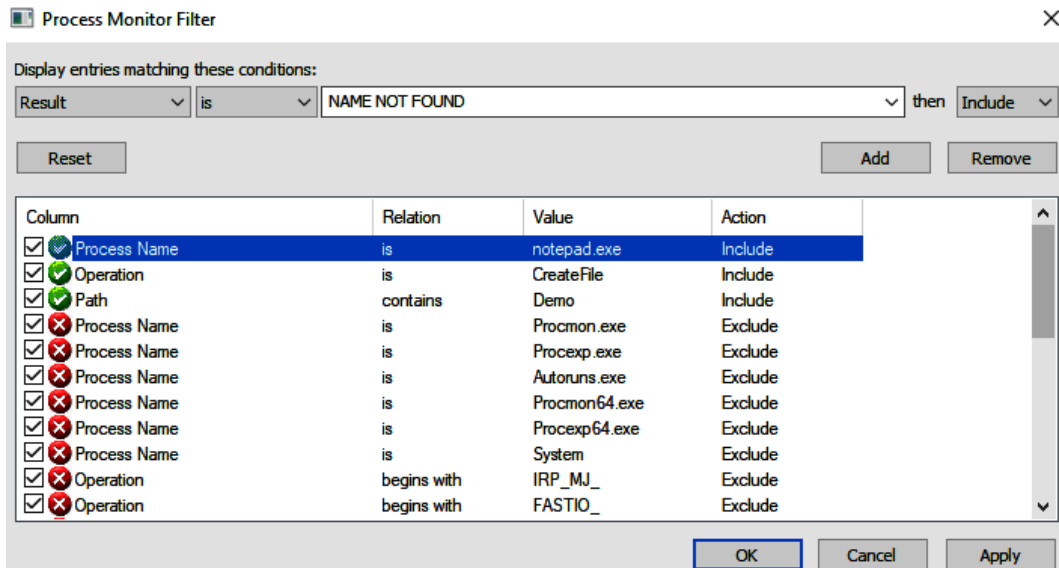 Process Monitor Filter
Display entries matching these conditions:
Result is NAME NOT FOUND then Include
Reset Add Remove
Column Relation Value Action
Process Name is notepad.exe Include
Operation is CreateFile Include
Path contains Demo Include
Process Name is Procmon.exe Exclude
Process Name is Procexp.exe Exclude
Process Name is Autoruns.exe Exclude
Process Name is Procmon64.exe Exclude
Process Name is Procexp64.exe Exclude
Process Name is System Exclude
Operation begins with IRP_MJ_ Exclude
Operation begins with FASTIO_ Exclude
OK Cancel Apply